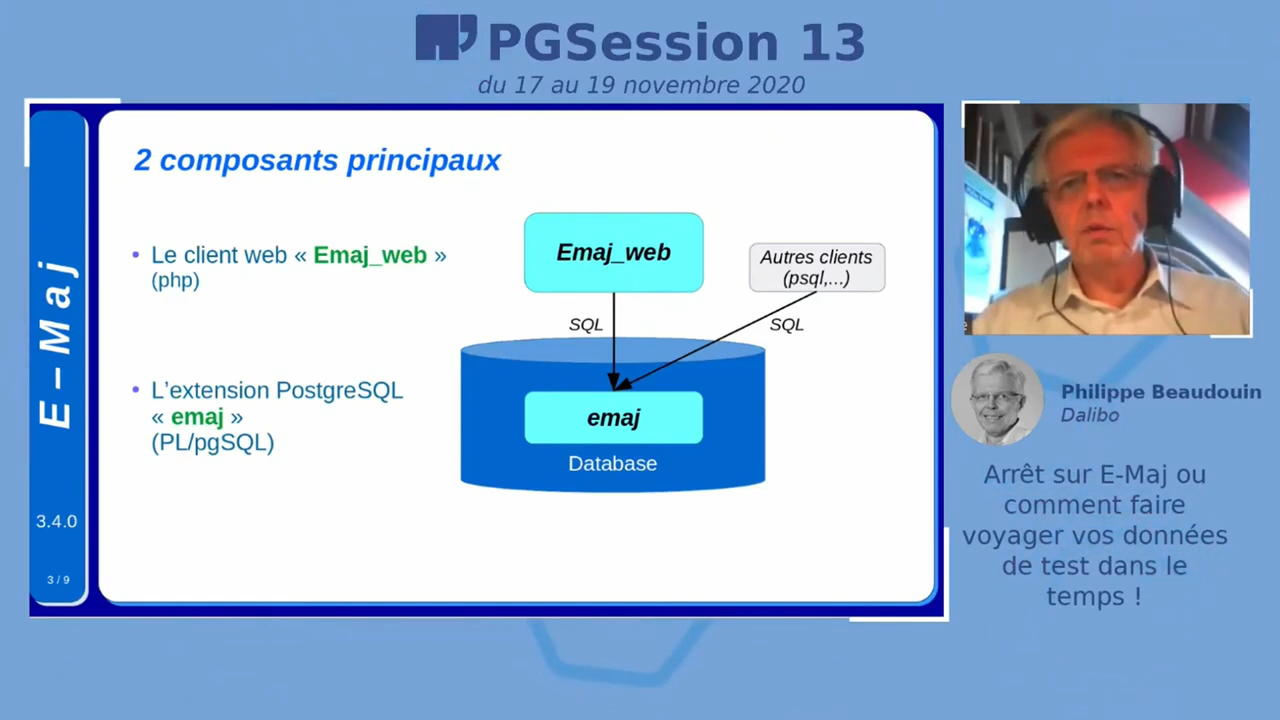 PGSession 13
du 17 au 19 novembre 2020
E – M a j
3.4.0
3 / 9
2 composants principaux
• Le client web « Emaj_web »
(php)
• L'extension PostgreSQL
« emaj »
(PL/pgSQL)
Emaj_web
Autres clients
(psql,...)
SQL
SQL
emaj
Database
Philippe Beaudouin
Dalibo
Arrêt sur E-Maj ou
comment faire
voyager vos données
de test dans le
temps !